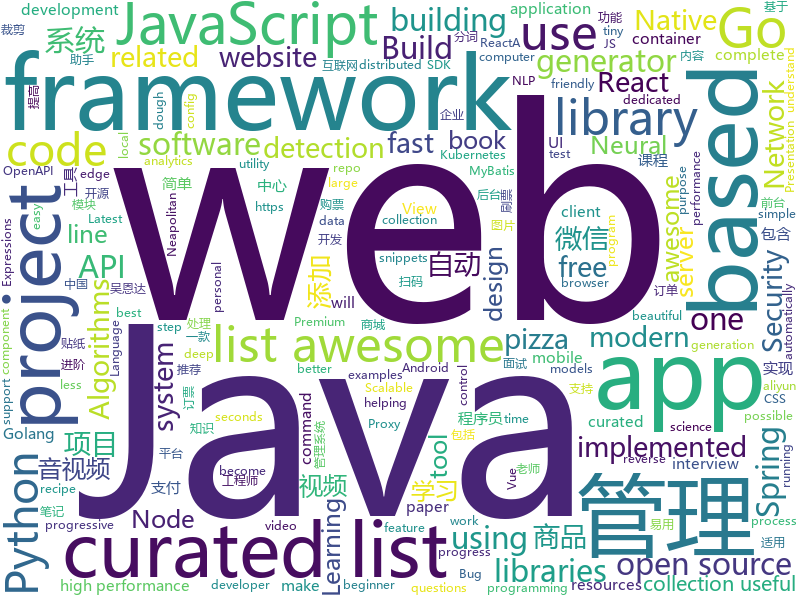 development
裁剪
助手
系统
JavaScript
building
application
Go
基于
功能
分词
tiny
JS
related
Build
Native
container
complete
website
互联网
distributed
SDK
ReactA
computer
内容
framework
use
generator
NLP
friendly
dedicated
understand
提高
dough
config
React
based
Network
Presentation
code
local
software
detection
fast
book
library
企业
Kubernetes
UI
test
Neural
课程
OpenAPI
工具
edge
analytics
简单
utility
repo
large
MyBatis
后台
副业
purpose
performance
前台
simple
easy
开源
中心
购票
View
client
awesome
server
web
project
模块
Latest
Neapolitan
https
data
collection
微信
图片
program
包含
Expressions
line
添加
开发
snippets
自动
design
free
browser
订单
Security
API
中国
吴恩达
personal
扫码
one
automatically
component
best
step
will
Premium
商城
pizza
modern
beautiful
Algorithms
Language
处理
一款
list awesome
mobile
generation
进阶
贴纸
system
推荐
订票
deep
better
Android
app
实现
support
less
examples
models
支持
aliyun
CSS
Java
command
helping
Scalable
control
面试
curated
possible
Golang
项目
seconds
Proxy
程序员
time
implemented
science
知识
管理系统
包括
tool
Spring
reverse
running
Python
音视频
become
工程师
平台
视频
学习
Vue
老师
管理
interview
recipe
支付
paper
using
商品
易用
process
笔记
Node
Learning
feature
work
适用
progressive
video
curated list
libraries
open source
progress
Bug
high performance
developer
make
beginner
questions
programming
resources
collection useful